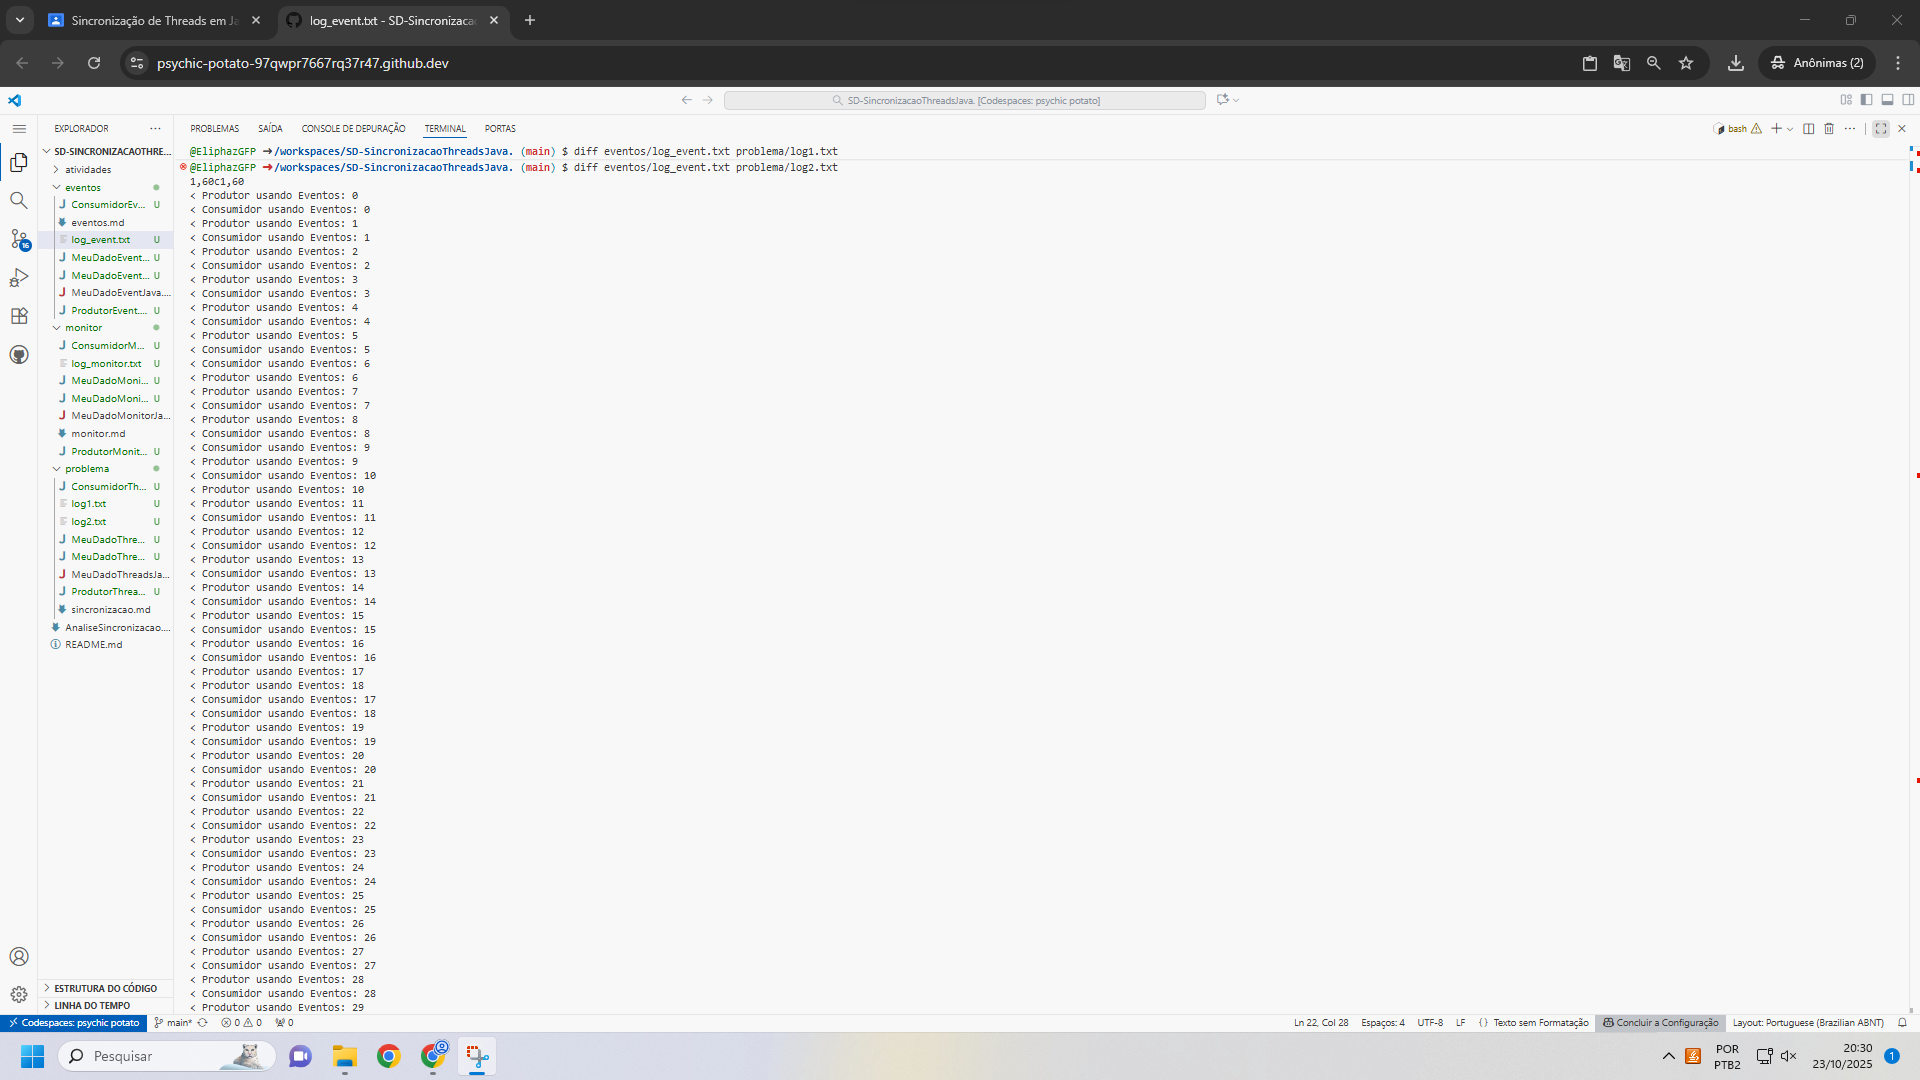 Sincronização de Threads em Ja
log_event.txt - SD-Sincronizaca
psychic-potato-97qwpr7667rq37r47.github.dev
Anônimas (2)
SD-SincronizacaoThreadsJava. [Codespaces: psychic potato]
EXPLORADOR
SD-SINCRONIZACAOTHRE...
atividades
eventos
ConsumidorEv... U
eventos.md
log_event.txt U
MeuDadoEvent... U
MeuDadoEvent... U
MeuDadoEventJava....
ProdutorEvent.... U
monitor
ConsumidorM... U
log_monitor.txt U
MeuDadoMoni... U
MeuDadoMoni... U
MeuDadoMonitorJa...
monitor.md
ProdutorMonit... U
problema
ConsumidorTh... U
log1.txt U
log2.txt U
MeuDadoThre... U
MeuDadoThre... U
MeuDadoThreadsJa...
ProdutorThrea... U
sincronizacao.md
AnaliseSincronizacao....
README.md
ESTRUTURA DO CÓDIGO
LINHA DO TEMPO
16
PROBLEMAS SAÍDA CONSOLE DE DEPURAÇÃO TERMINAL PORTAS
bash
@EliphazGFP ➜/workspaces/SD-SincronizacaoThreadsJava. (main) $ diff eventos/log_event.txt problema/log1.txt
@EliphazGFP ➜/workspaces/SD-SincronizacaoThreadsJava. (main) $ diff eventos/log_event.txt problema/log2.txt
1,60c1,60
< Produtor usando Eventos: 0
< Consumidor usando Eventos: 0
< Produtor usando Eventos: 1
< Consumidor usando Eventos: 1
< Produtor usando Eventos: 2
< Consumidor usando Eventos: 2
< Produtor usando Eventos: 3
< Consumidor usando Eventos: 3
< Produtor usando Eventos: 4
< Consumidor usando Eventos: 4
< Produtor usando Eventos: 5
< Consumidor usando Eventos: 5
< Consumidor usando Eventos: 6
< Produtor usando Eventos: 6
< Produtor usando Eventos: 7
< Consumidor usando Eventos: 7
< Produtor usando Eventos: 8
< Consumidor usando Eventos: 8
< Consumidor usando Eventos: 9
< Produtor usando Eventos: 9
< Consumidor usando Eventos: 10
< Produtor usando Eventos: 10
< Produtor usando Eventos: 11
< Consumidor usando Eventos: 11
< Produtor usando Eventos: 12
< Consumidor usando Eventos: 12
< Produtor usando Eventos: 13
< Consumidor usando Eventos: 13
< Produtor usando Eventos: 14
< Consumidor usando Eventos: 14
< Produtor usando Eventos: 15
< Consumidor usando Eventos: 15
< Produtor usando Eventos: 16
< Consumidor usando Eventos: 16
< Produtor usando Eventos: 17
< Produtor usando Eventos: 18
< Consumidor usando Eventos: 17
< Consumidor usando Eventos: 18
< Produtor usando Eventos: 19
< Consumidor usando Eventos: 19
< Produtor usando Eventos: 20
< Consumidor usando Eventos: 20
< Produtor usando Eventos: 21
< Consumidor usando Eventos: 21
< Produtor usando Eventos: 22
< Consumidor usando Eventos: 22
< Produtor usando Eventos: 23
< Consumidor usando Eventos: 23
< Produtor usando Eventos: 24
< Consumidor usando Eventos: 24
< Produtor usando Eventos: 25
< Consumidor usando Eventos: 25
< Produtor usando Eventos: 26
< Consumidor usando Eventos: 26
< Produtor usando Eventos: 27
< Consumidor usando Eventos: 27
< Produtor usando Eventos: 28
< Consumidor usando Eventos: 28
< Produtor usando Eventos: 29
Codespaces: psychic potato main* 0 0 0 Ln 22, Col 28 Espaços: 4 UTF-8 LF {} Texto sem Formatação Concluir a Configuração Layout: Portuguese (Brazilian ABNT)
Pesquisar
POR
PTB2
20:30
23/10/2025
1